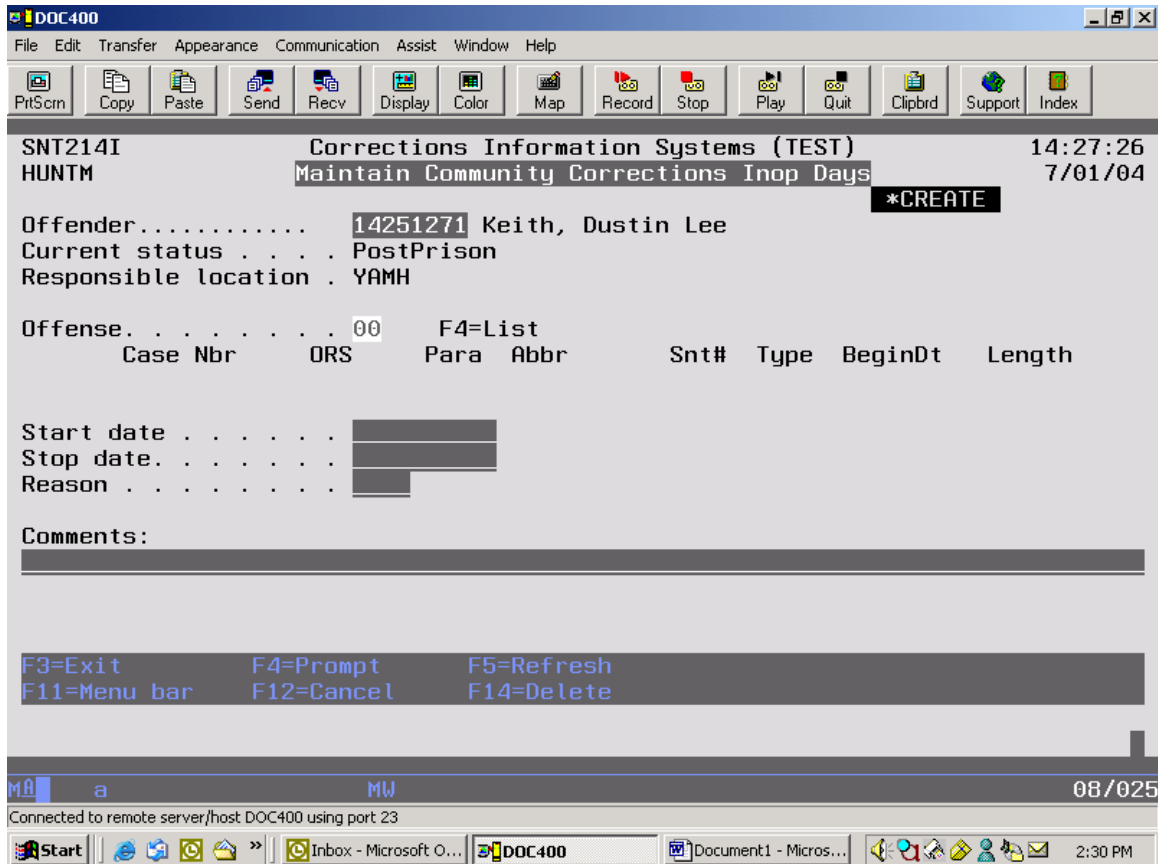 DOC400
File Edit Transfer Appearance Communication Assist Window Help
PrtScrn Copy Paste Send Recv Display Color Map Record Stop Play Quit Clipbrd Support Index
SNT214I Corrections Information Systems (TEST) 14:27:26
HUNTM Maintain Community Corrections Inop Days 7/01/04
*CREATE
Offender............ 14251271 Keith, Dustin Lee
Current status . . . . PostPrison
Responsible location . YAMH
Offense. . . . . . . . 00 F4=List
Case Nbr ORS Para Abbr Snt# Type BeginDt Length
Start date . . . . . .
Stop date. . . . . . .
Reason . . . . . . . .
Comments:
F3=Exit F4=Prompt F5=Refresh
F11=Menu bar F12=Cancel F14=Delete
MA a MW 08/025
Connected to remote server/host DOC400 using port 23
Start » Inbox - Microsoft O... DOC400 Document1 - Micros... 2:30 PM